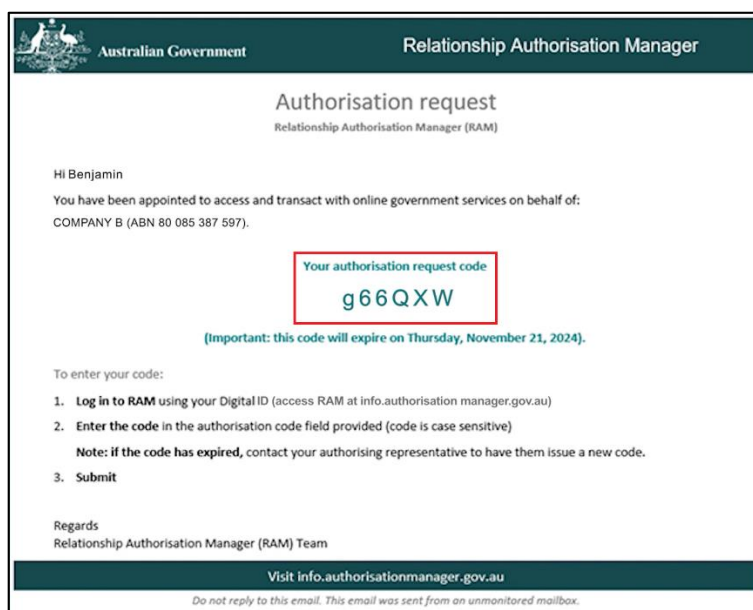 Australian Government
Relationship Authorisation Manager
Authorisation request
Relationship Authorisation Manager (RAM)
Hi Benjamin
You have been appointed to access and transact with online government services on behalf of:
COMPANY B (ABN 80 085 387 597).
Your authorisation request code
g66QXW
(Important: this code will expire on Thursday, November 21, 2024).
To enter your code:
1. Log in to RAM using your Digital ID (access RAM at info.authorisation manager.gov.au)
2. Enter the code in the authorisation code field provided (code is case sensitive)
Note: if the code has expired, contact your authorising representative to have them issue a new code.
3. Submit
Regards
Relationship Authorisation Manager (RAM) Team
Visit info.authorisationmanager.gov.au
Do not reply to this email. This email was sent from an unmonitored mailbox.